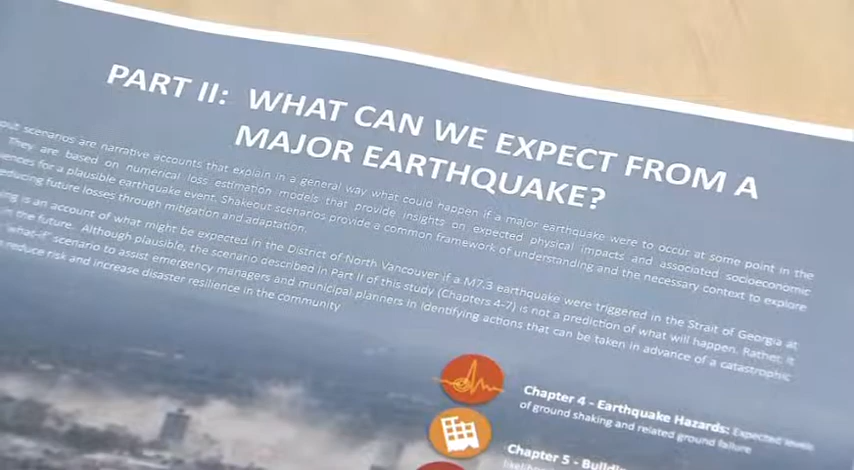 PART II: WHAT CAN WE EXPECT FROM A
MAJOR EARTHQUAKE?
scenarios are narrative accounts that explain in a general way what could happen if a major earthquake were to occur at some point in the
They are based on numerical loss estimation models that provide insights on expected physical impacts and associated socioeconomic
for a plausible earthquake event. Shakeout scenarios provide a common framework of understanding and the necessary context to explore
future losses through mitigation and adaptation.
is an account of what might be expected in the District of North Vancouver if a M7.3 earthquake were triggered in the Strait of Georgia at
in the future. Although plausible, the scenario described in Part II of this study (Chapters 4-7) is not a prediction of what will happen. Rather, it
"what-if" scenario to assist emergency managers and municipal planners in identifying actions that can be taken in advance of a catastrophic
reduce risk and increase disaster resilience in the community
Chapter 4 - Earthquake Hazards: Expected levels
of ground shaking and related ground failure
Chapter 5 -